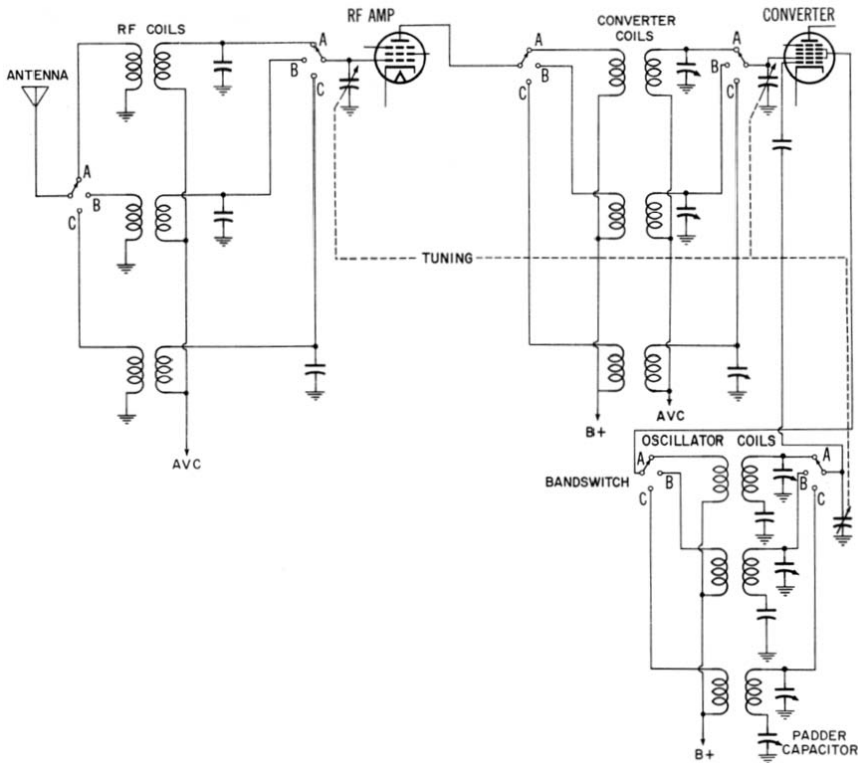 RF AMP
CONVERTER
RF COILS
CONVERTER
COILS
ANTENNA
A
B
C
A
B
C
A
B
C
A
B
C
TUNING
AVC
B+
AVC
OSCILLATOR COILS
BANDSWITCH
A
B
C
A
B
C
B+
PADDER
CAPACITOR